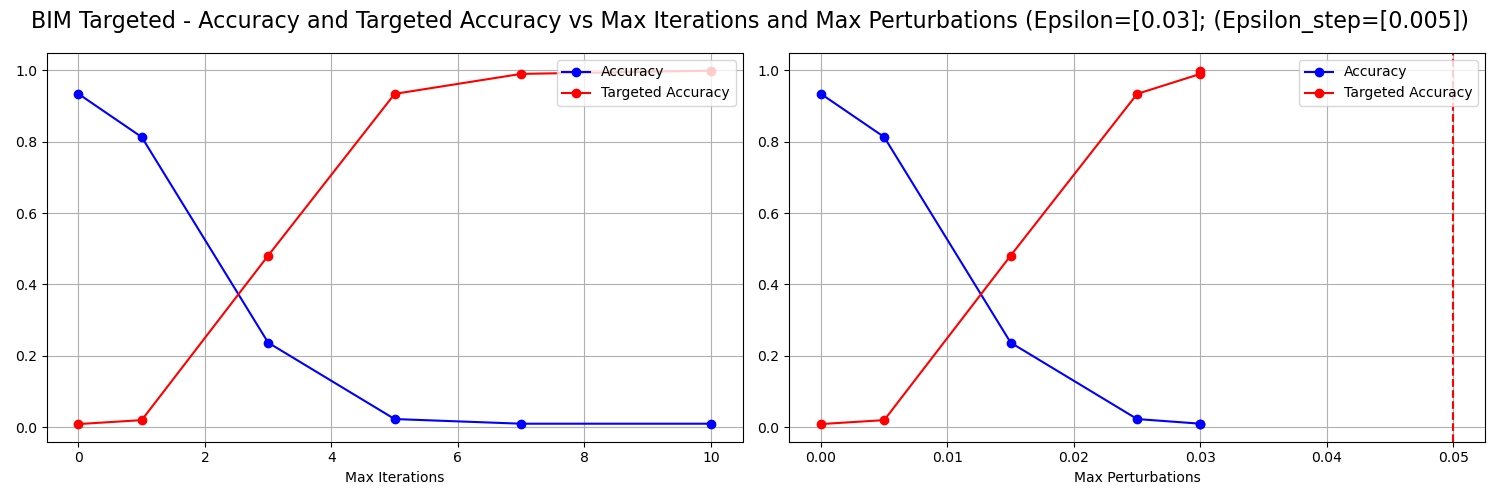 BIM Targeted - Accuracy and Targeted Accuracy vs Max Iterations and Max Perturbations (Epsilon=[0.03]; (Epsilon_step=[0.005])
1.0
0.8
0.6
0.4
0.2
0.0
0 2 4 6 8 10
Max Iterations
Accuracy
Targeted Accuracy
1.0
0.8
0.6
0.4
0.2
0.0
0.00 0.01 0.02 0.03 0.04 0.05
Max Perturbations
Accuracy
Targeted Accuracy